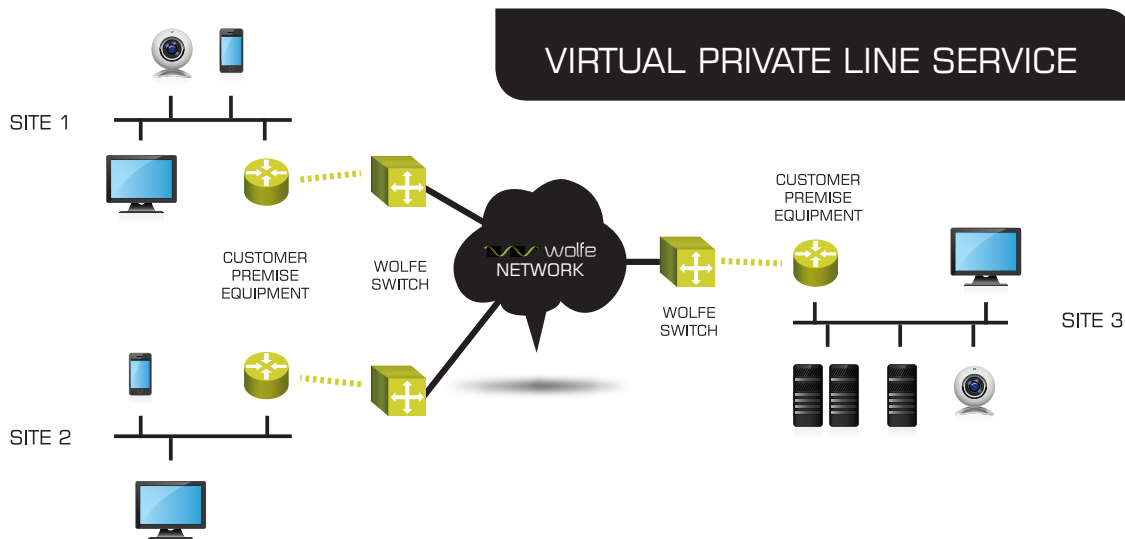 VIRTUAL PRIVATE LINE SERVICE
SITE 1
CUSTOMER
PREMISE
EQUIPMENT
WOLFE
SWITCH
wolfe
NETWORK
CUSTOMER
PREMISE
EQUIPMENT
WOLFE
SWITCH
SITE 3
SITE 2